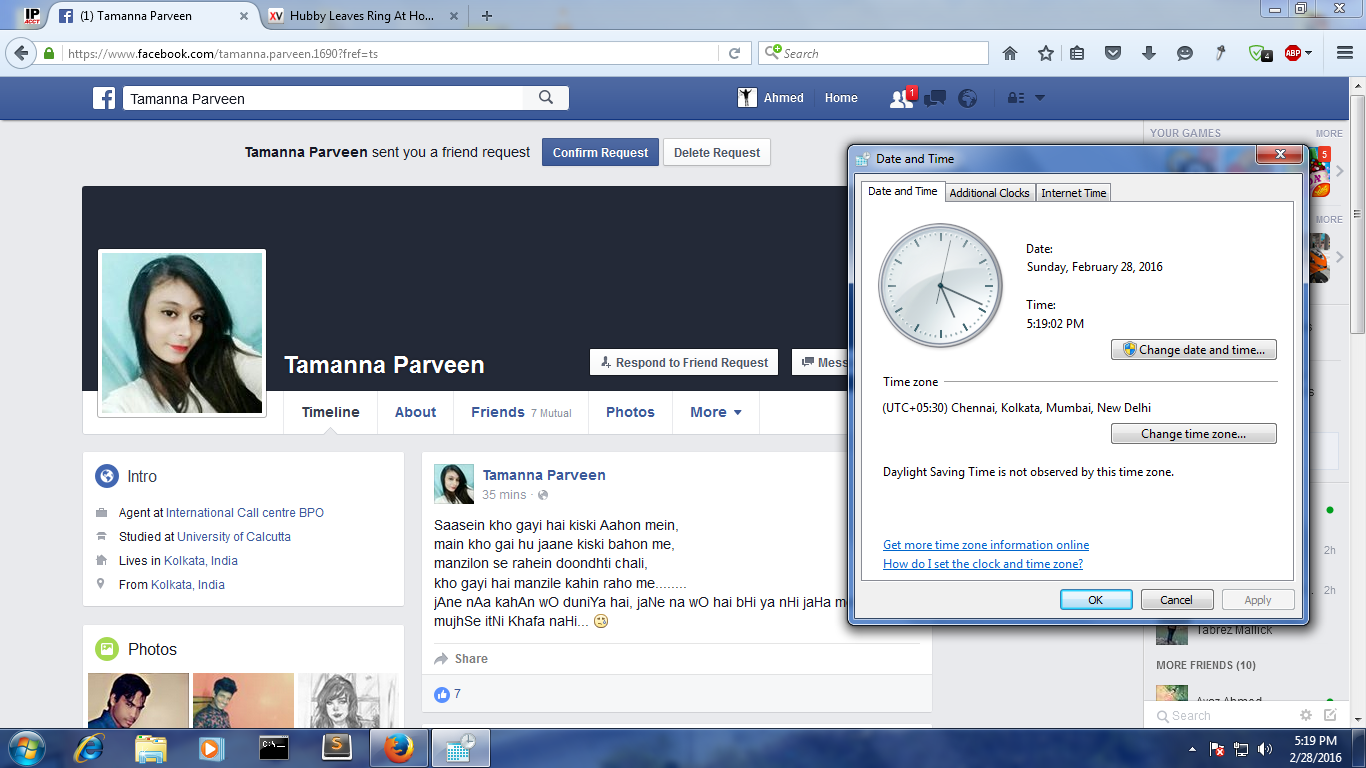 IP
ACCT
(1) Tamanna Parveen
XV
Hubby Leaves Ring At Ho...
https://www.facebook.com/tamanna.parveen.1690?fref=ts
Search
4
ABP
Tamanna Parveen
Ahmed
Home
1
Tamanna Parveen sent you a friend request
Confirm Request
Delete Request
YOUR GAMES
MORE
5
MORE
Tamanna Parveen
Respond to Friend Request
Mess
Timeline
About
Friends 7 Mutual
Photos
More
Intro
Agent at International Call centre BPO
Studied at University of Calcutta
Lives in Kolkata, India
From Kolkata, India
Photos
Tamanna Parveen
35 mins ·
Saasein kho gayi hai kiski Aahon mein,
main kho gai hu jaane kiski bahon me,
manzilon se rahein doondhti chali,
kho gayi hai manzile kahin raho me........
jAne nAa kahAn wO duniYa hai, jaNe na wO hai bHi ya nHi jaHa m
mujhSe itNi Khafa naHi...
Share
7
Date and Time
Date and Time
Additional Clocks
Internet Time
Date:
Sunday, February 28, 2016
Time:
5:19:02 PM
Change date and time...
Time zone
(UTC+05:30) Chennai, Kolkata, Mumbai, New Delhi
Change time zone...
Daylight Saving Time is not observed by this time zone.
Get more time zone information online
How do I set the clock and time zone?
OK
Cancel
Apply
2h
2h
Tabrez Mallick
MORE FRIENDS (10)
Ayaz Ahmed
Search
C:\
S
5:19 PM
2/28/2016